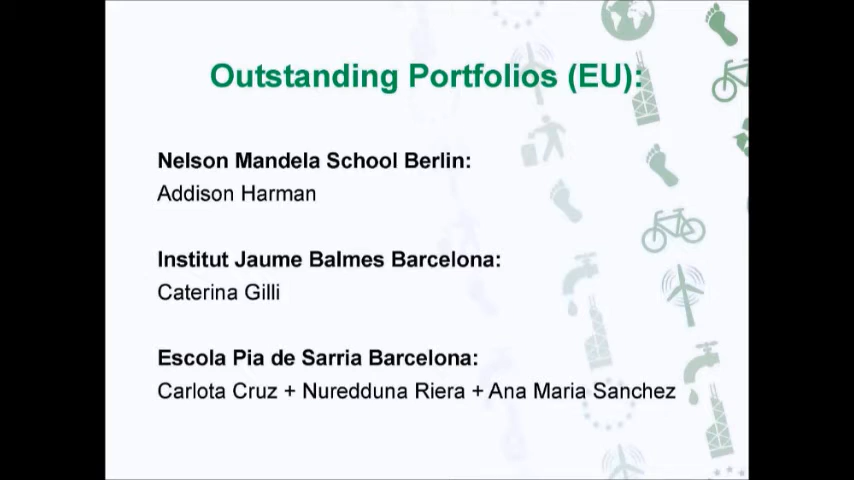 Outstanding Portfolios (EU):
Nelson Mandela School Berlin:
Addison Harman
Institut Jaume Balmes Barcelona:
Caterina Gilli
Escola Pia de Sarria Barcelona:
Carlota Cruz + Nuredduna Riera + Ana Maria Sanchez